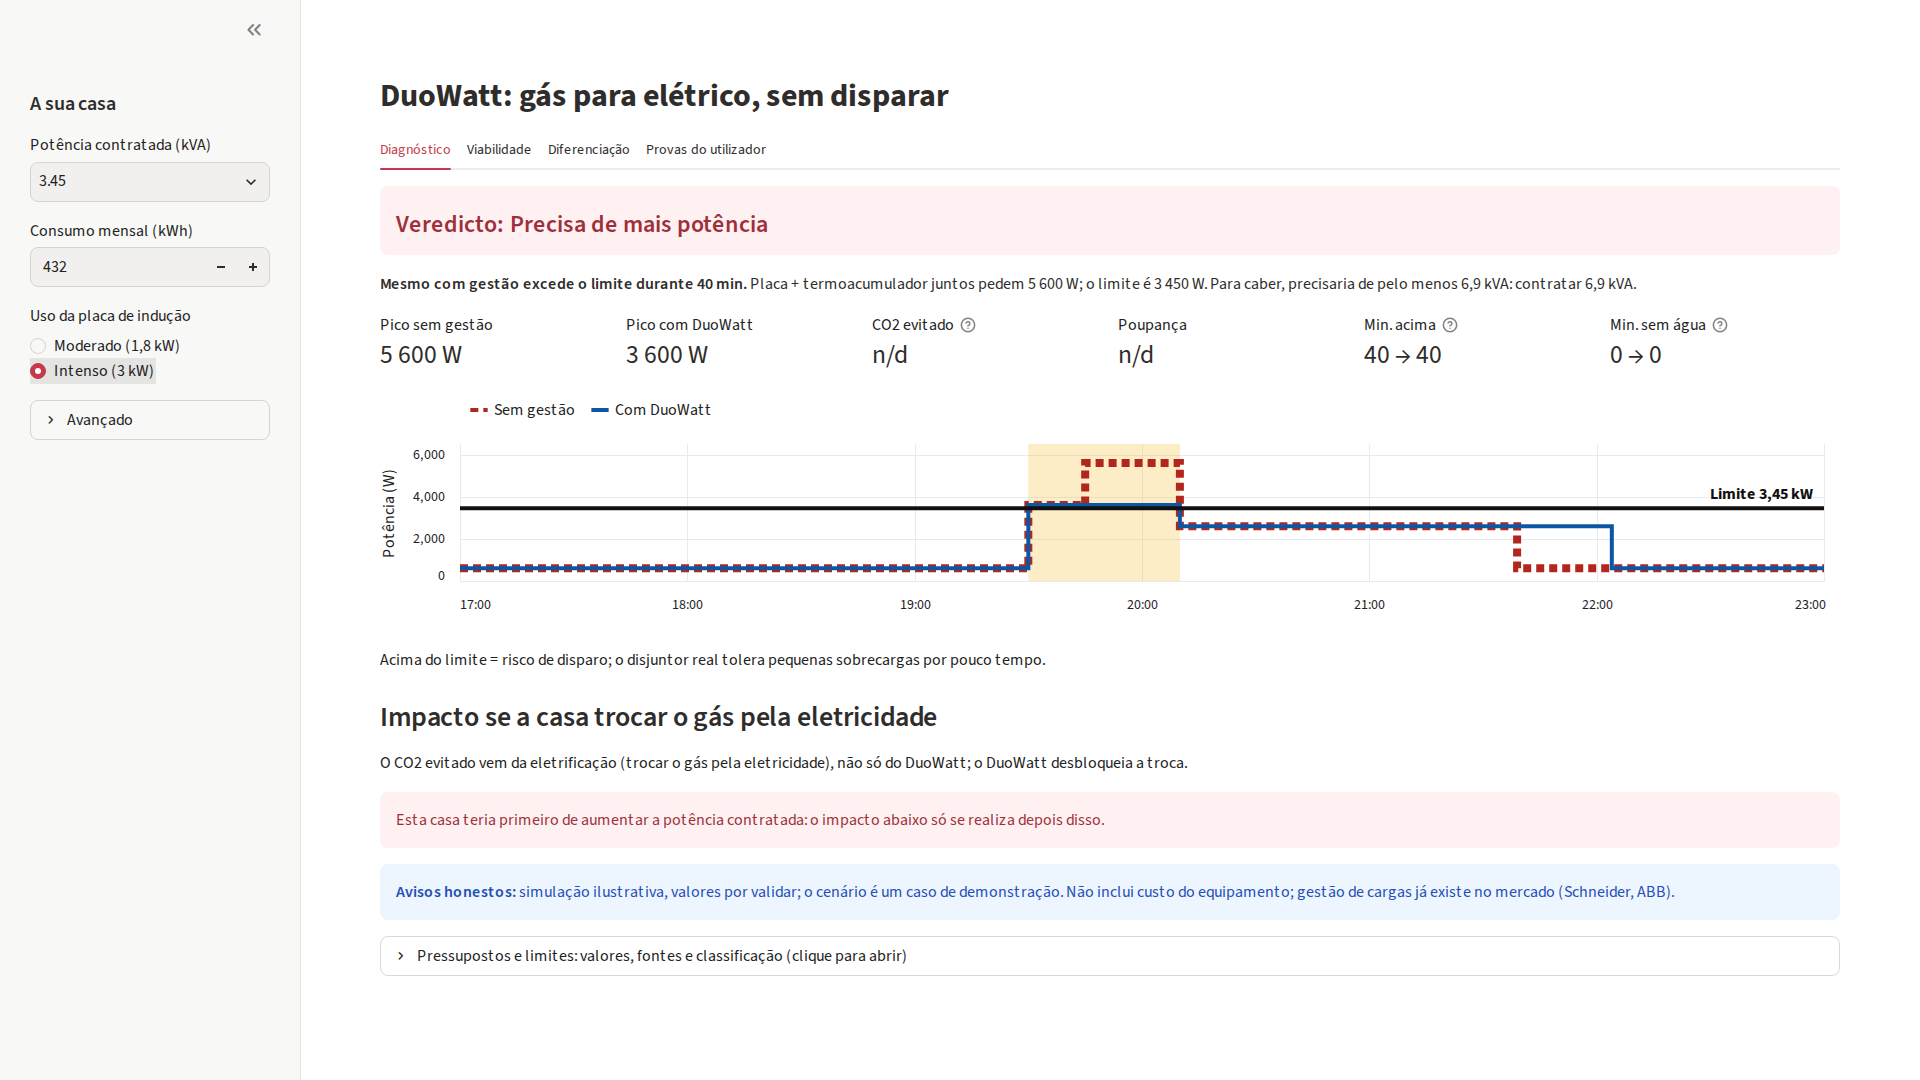 A sua casa
Potência contratada (kVA)
3.45
Consumo mensal (kWh)
432
Uso da placa de indução
Moderado (1,8 kW)
Intenso (3 kW)
Avançado
DuoWatt: gás para elétrico, sem disparar
Diagnóstico Viabilidade Diferenciação Provas do utilizador
Veredicto: Precisa de mais potência
Mesmo com gestão excede o limite durante 40 min. Placa + termoacumulador juntos pedem 5 600 W; o limite é 3 450 W. Para caber, precisaria de pelo menos 6,9 kVA: contratar 6,9 kVA.
Pico sem gestão Pico com DuoWatt CO2 evitado Poupança Min. acima Min. sem água
5 600 W 3 600 W n/d n/d 40 → 40 0 → 0
Sem gestão Com DuoWatt
Potência (W)
6,000
4,000
2,000
0
Limite 3,45 kW
17:00 18:00 19:00 20:00 21:00 22:00 23:00
Acima do limite = risco de disparo; o disjuntor real tolera pequenas sobrecargas por pouco tempo.
Impacto se a casa trocar o gás pela eletricidade
O CO2 evitado vem da eletrificação (trocar o gás pela eletricidade), não só do DuoWatt; o DuoWatt desbloqueia a troca.
Esta casa teria primeiro de aumentar a potência contratada: o impacto abaixo só se realiza depois disso.
Avisos honestos: simulação ilustrativa, valores por validar; o cenário é um caso de demonstração. Não inclui custo do equipamento; gestão de cargas já existe no mercado (Schneider, ABB).
Pressupostos e limites: valores, fontes e classificação (clique para abrir)